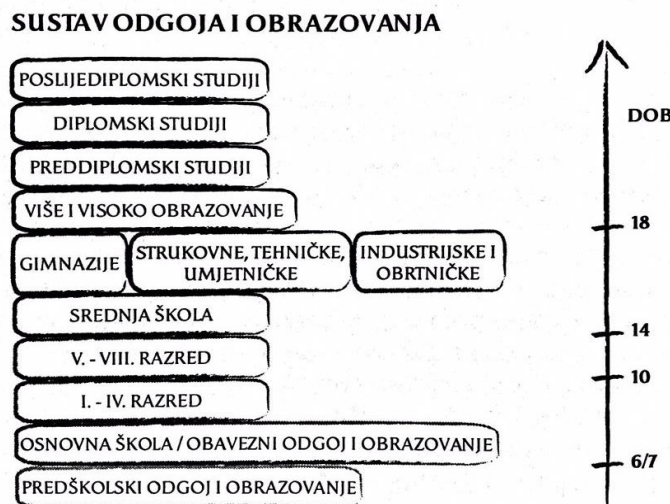 SUSTAV ODGOJA I OBRAZOVANJA
POSLIJEDIPLOMSKI STUDIJI
DIPLOMSKI STUDIJI
DOB
PREDDIPLOMSKI STUDIJI
VIŠE I VISOKO OBRAZOVANJE
18
GIMNAZIJE
STRUKOVNE, TEHNIČKE,
UMJETNIČKE
INDUSTRIJSKE I
OBRTNIČKE
SREDNJA ŠKOLA
14
V. - VIII. RAZRED
10
I. - IV. RAZRED
OSNOVNA ŠKOLA / OBAVEZNI ODGOJ I OBRAZOVANJE
6/7
PREDŠKOLSKI ODGOJ I OBRAZOVANJE